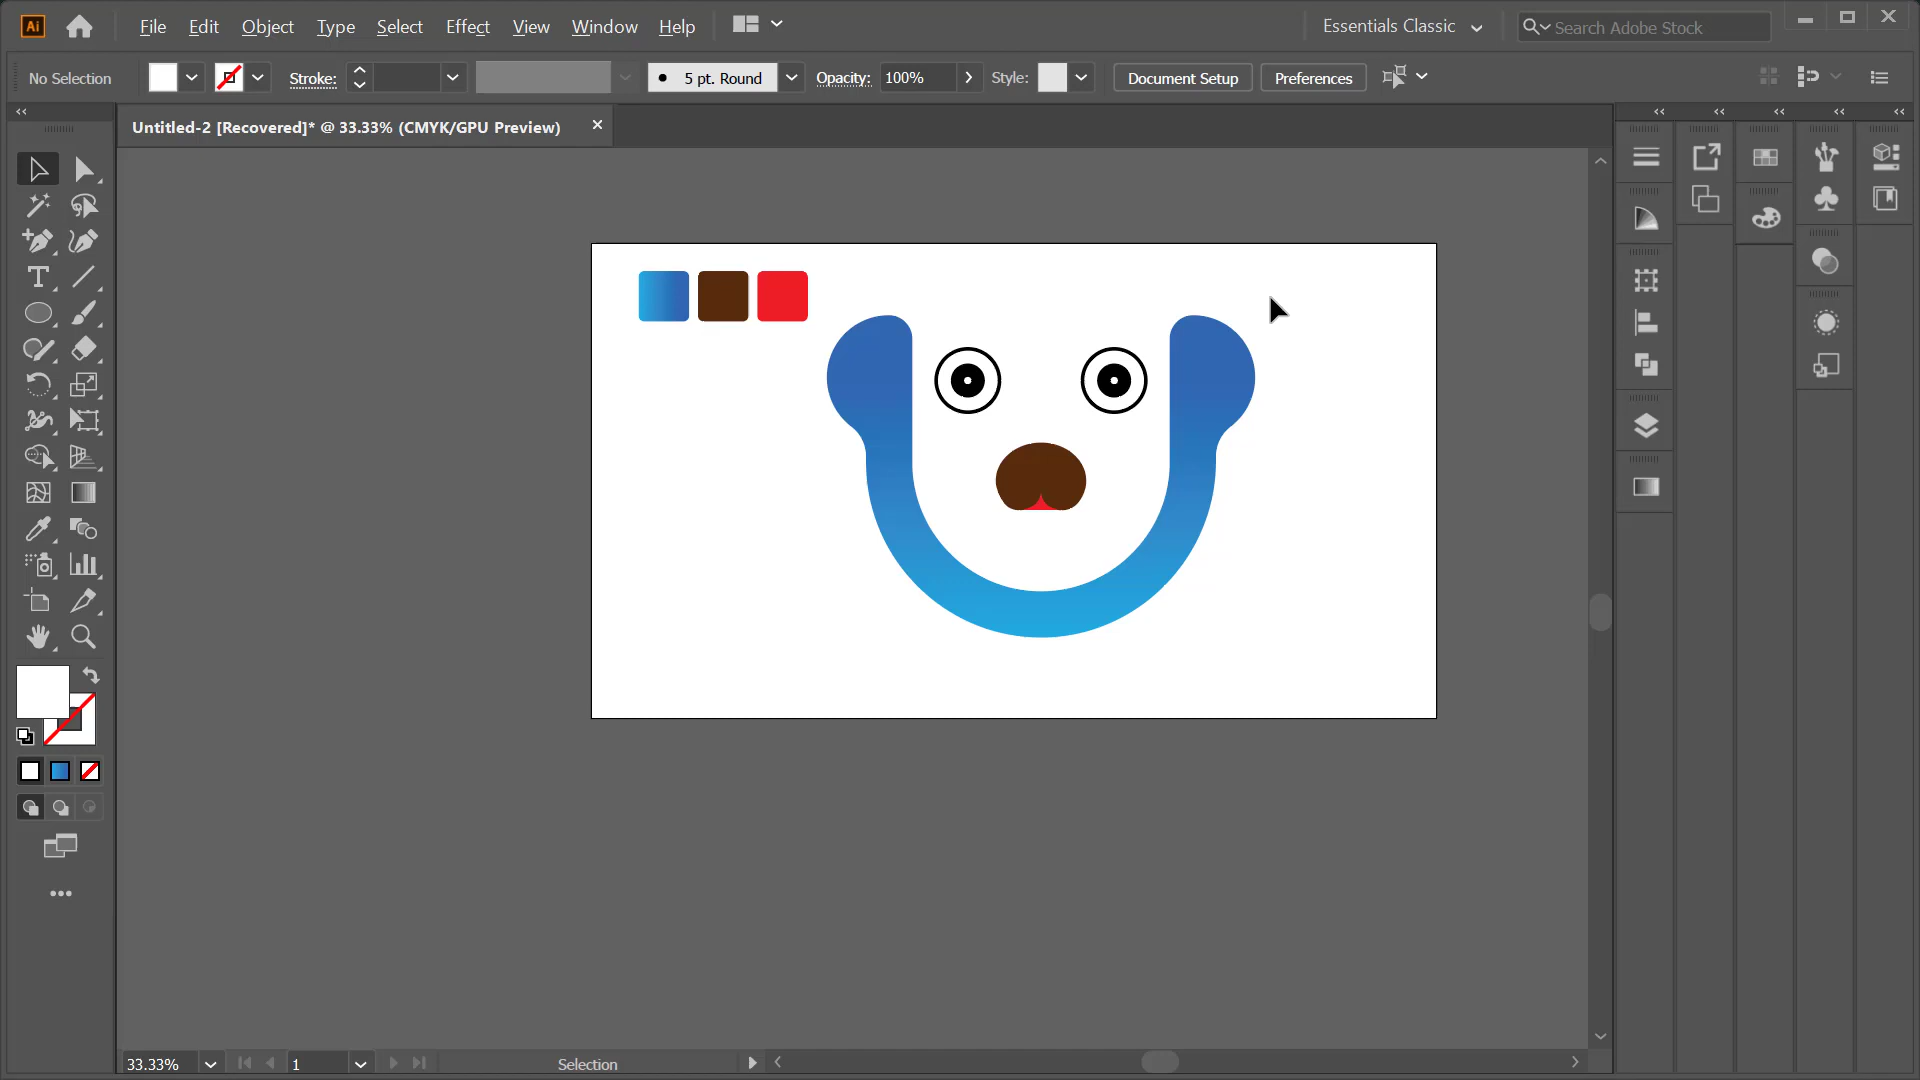 Ai File Edit Object Type Select Effect View Window Help Essentials Classic Search Adobe Stock
No Selection Stroke: 5 pt. Round Opacity: 100% Style: Document Setup Preferences
Untitled-2 [Recovered]* @ 33.33% (CMYK/GPU Preview)
33.33% 1 Selection